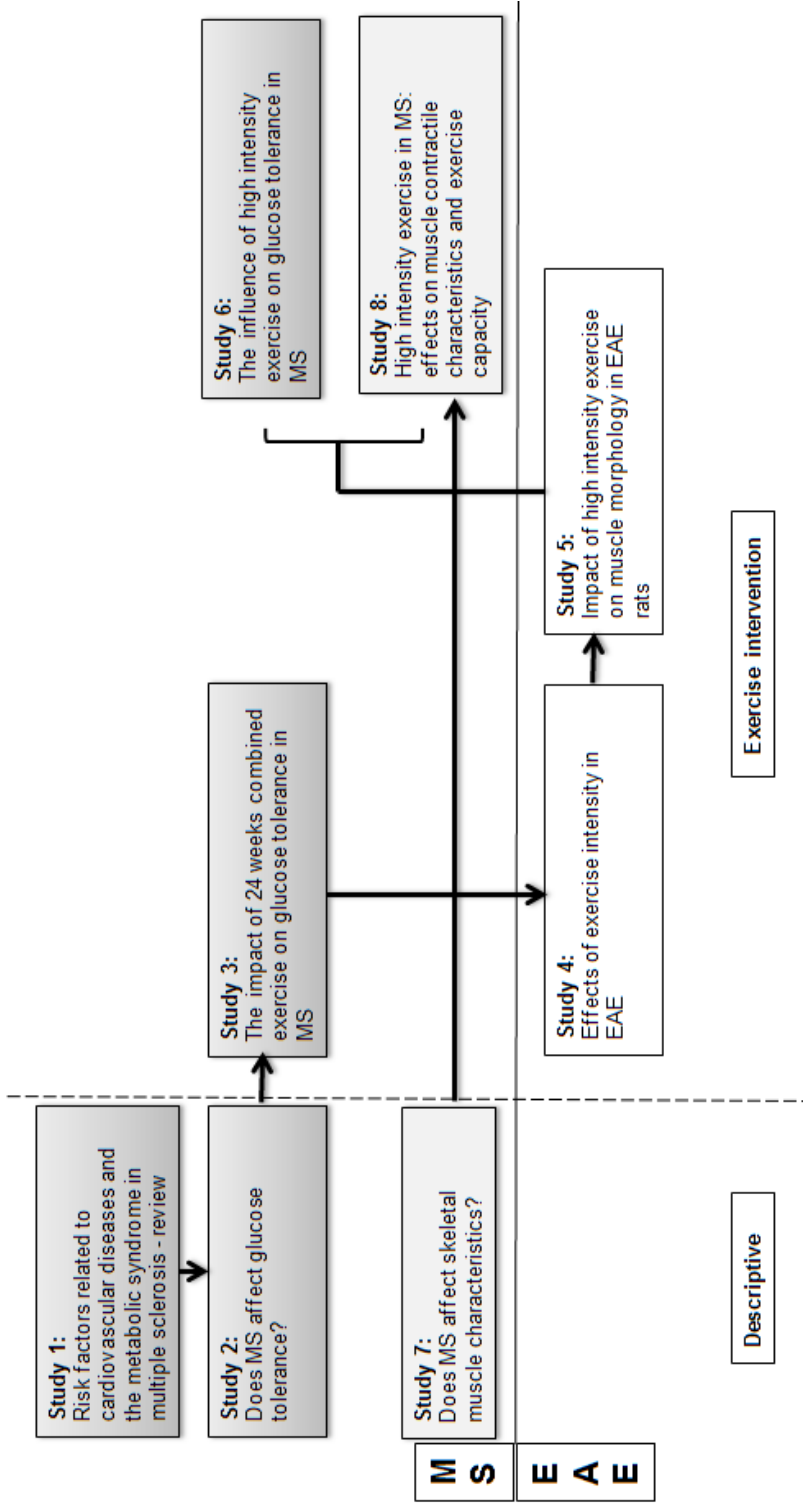 Study 1:
Risk factors related to
cardiovascular diseases and
the metabolic syndrome in
multiple sclerosis - review
Study 2:
Does MS affect glucose
tolerance?
Study 3:
The impact of 24 weeks combined
exercise on glucose tolerance in
MS
Study 6:
The influence of high intensity
exercise on glucose tolerance in
MS
Study 7:
Does MS affect skeletal
muscle characteristics?
Study 8:
High intensity exercise in MS:
effects on muscle contractile
characteristics and exercise
capacity
M
S
E
A
E
Study 4:
Effects of exercise intensity in
EAE
Study 5:
Impact of high intensity exercise
on muscle morphology in EAE
rats
Descriptive
Exercise intervention